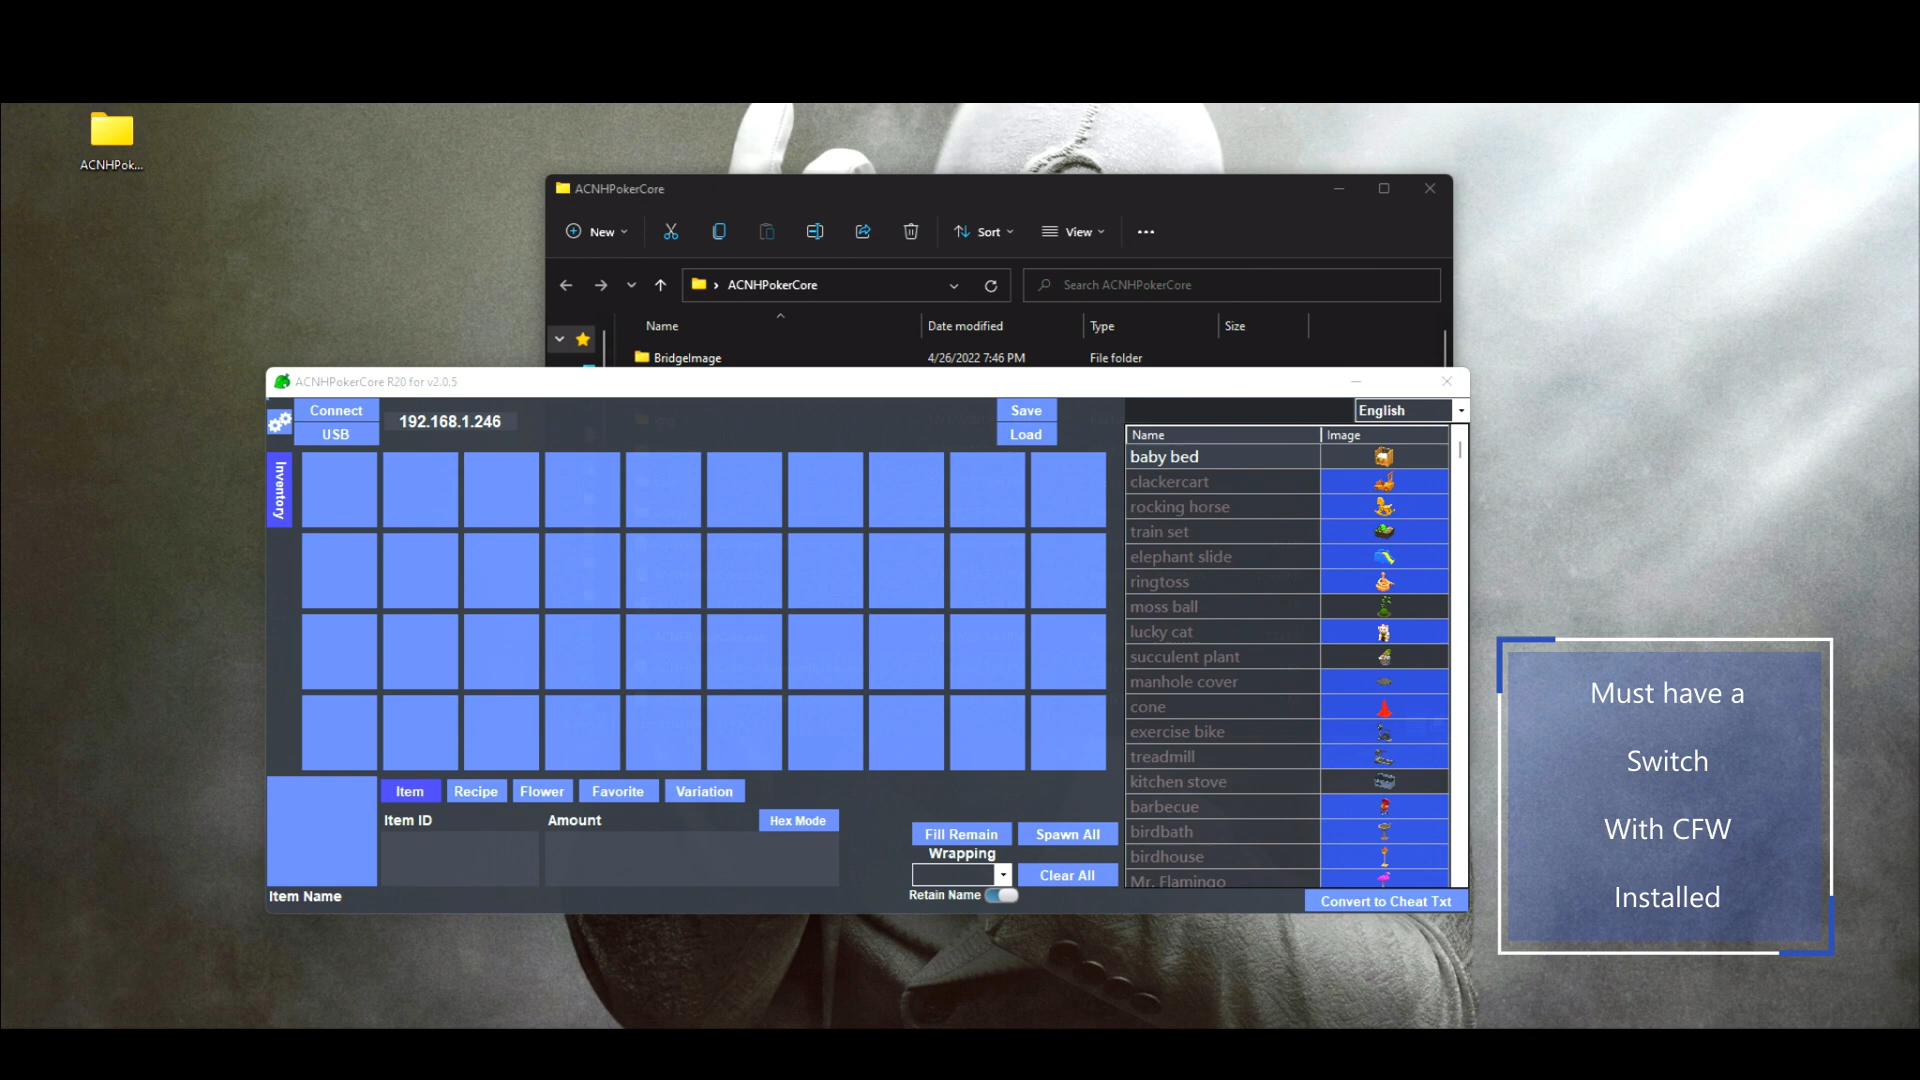 ACNHPok...
ACNHPokerCore
New
Sort
View
ACNHPokerCore
Search ACNHPokerCore
Name
Date modified
Type
Size
BridgeImage
4/26/2022 7:46 PM
File folder
ACNHPokerCore R20 for v2.0.5
Connect
USB
192.168.1.246
Save
Load
English
Inventory
Name
Image
baby bed
clackercart
rocking horse
train set
elephant slide
ringtoss
moss ball
lucky cat
succulent plant
manhole cover
cone
exercise bike
treadmill
kitchen stove
barbecue
birdbath
birdhouse
Mr. Flamingo
Item
Recipe
Flower
Favorite
Variation
Item ID
Amount
Hex Mode
Fill Remain
Spawn All
Wrapping
Clear All
Retain Name
Item Name
Convert to Cheat Txt
Must have a
Switch
With CFW
Installed